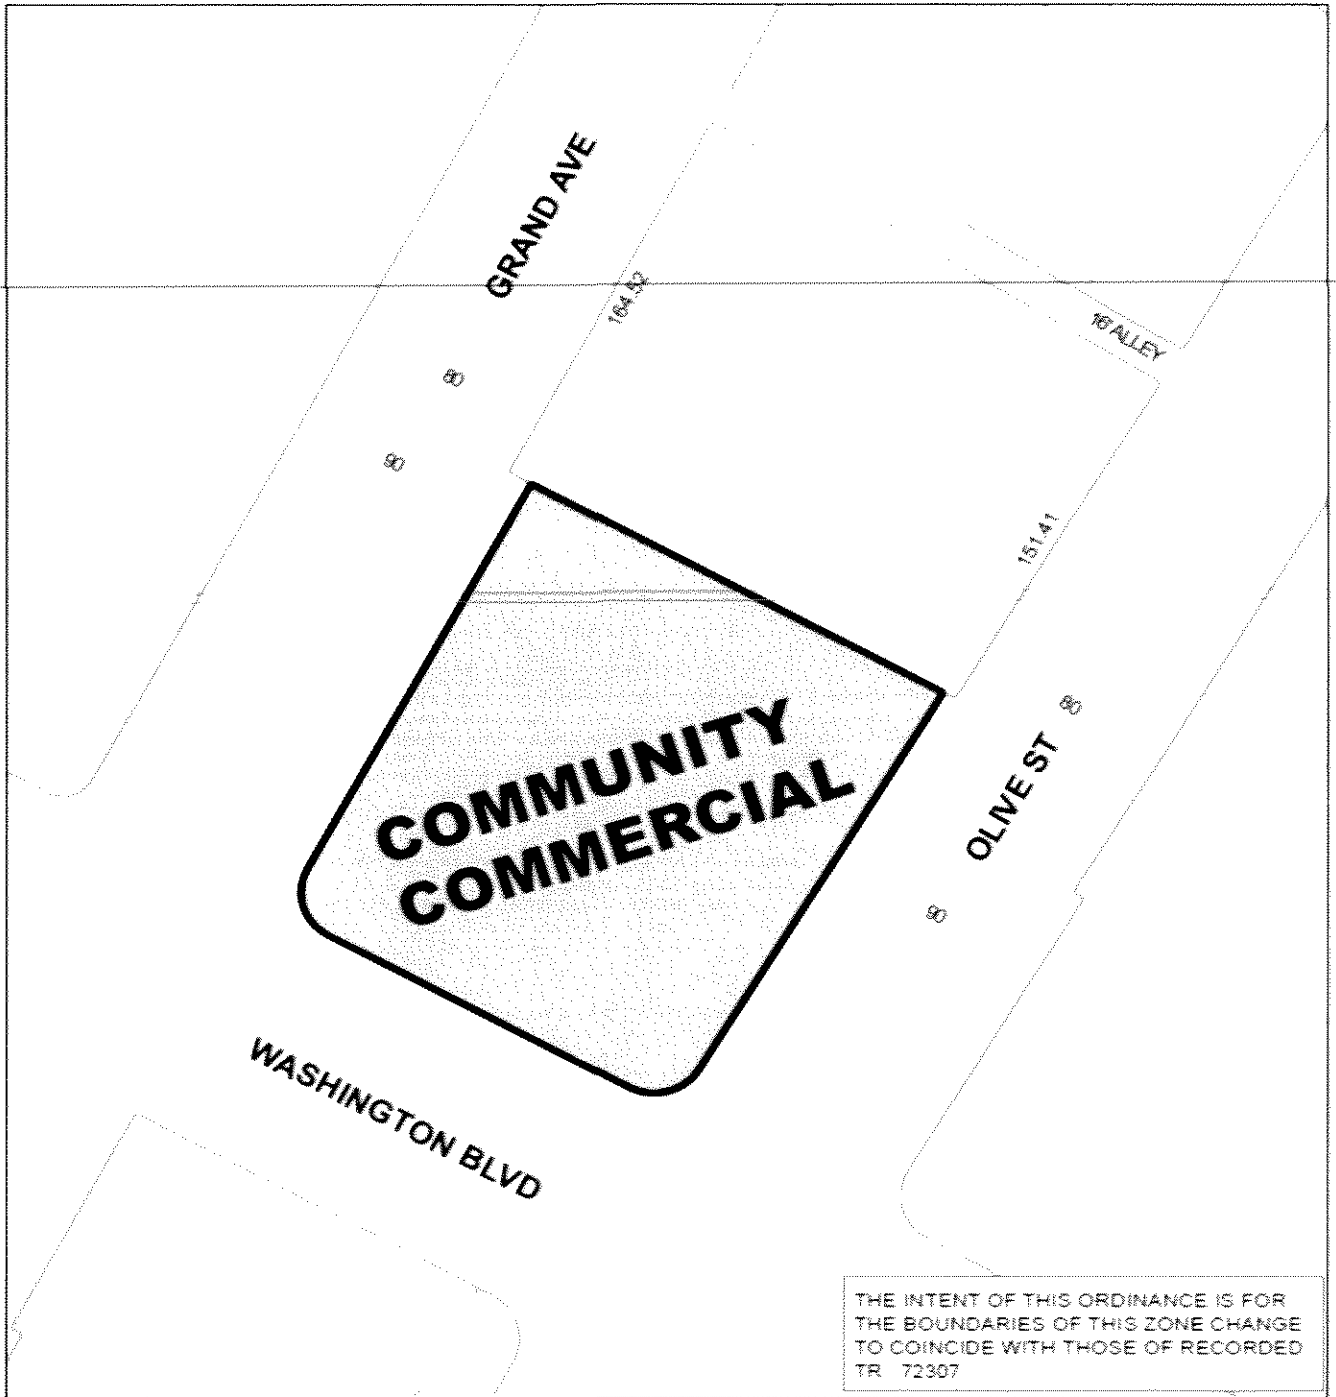 GRAND AVE
164.52
16' ALLEY
80
90
151.41
80
OLIVE ST
90
COMMUNITY
COMMERCIAL
WASHINGTON BLVD
THE INTENT OF THIS ORDINANCE IS FOR
THE BOUNDARIES OF THIS ZONE CHANGE
TO COINCIDE WITH THOSE OF RECORDED
TR 72307